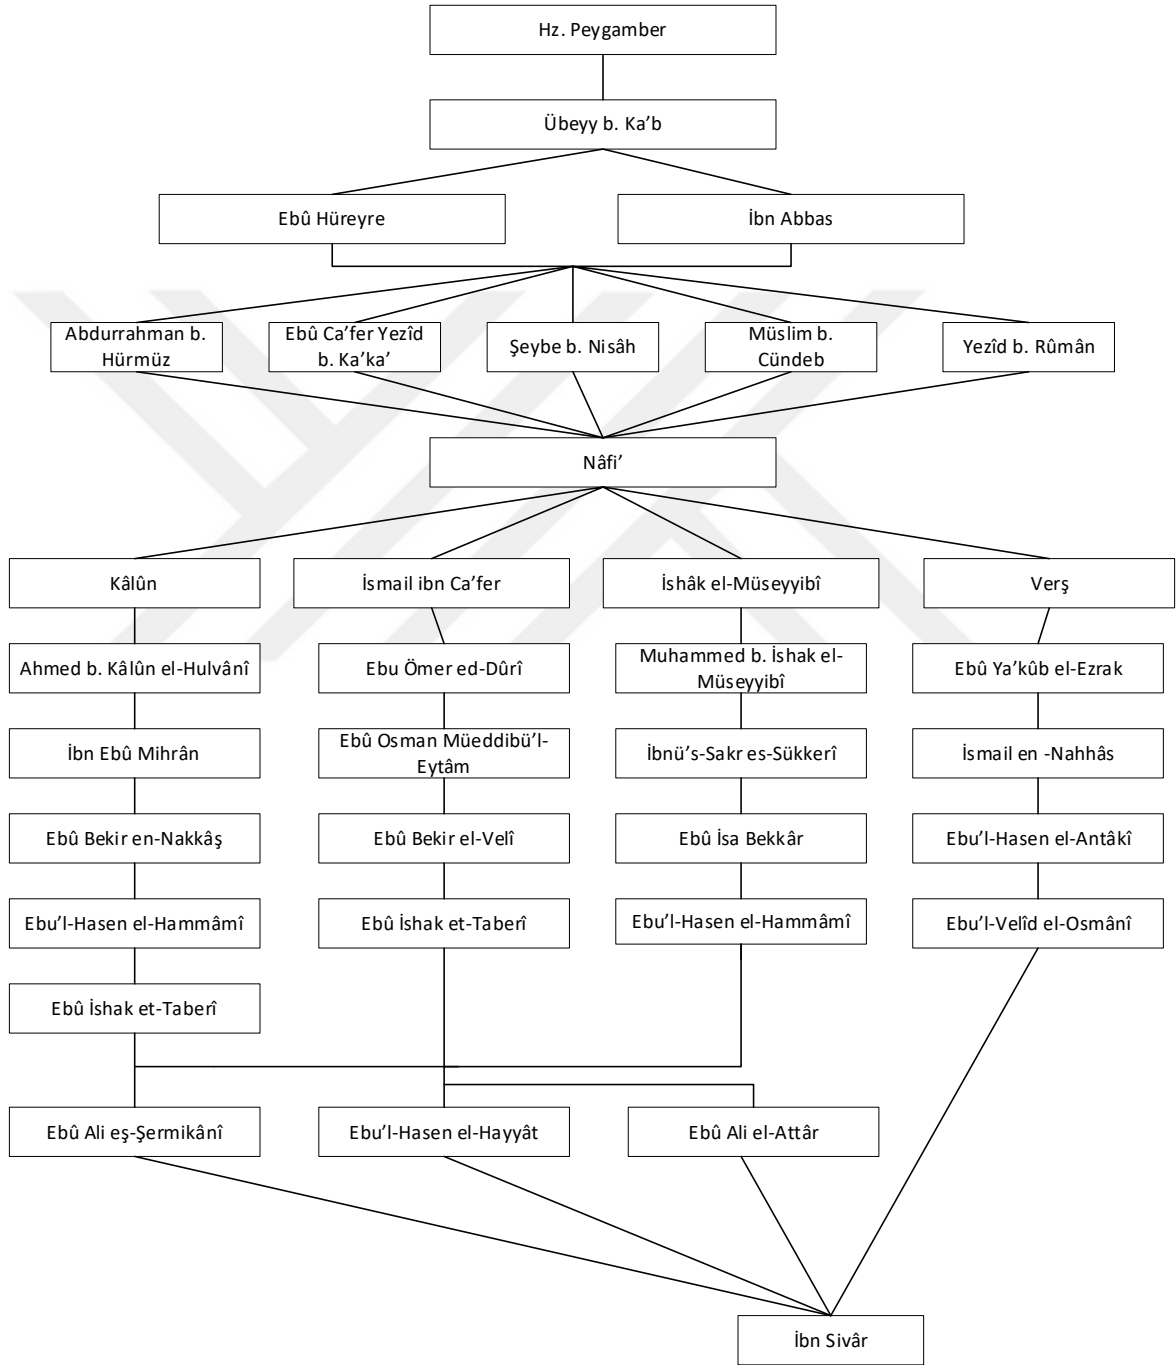 Hz. Peygamber
Übeyy b. Ka’b
Ebû Hüreyre
İbn Abbas
Abdurrahman b.
Hürmüz
Ebû Ca’fer Yezîd
b. Ka’ka’
Şeybe b. Nisâh
Müslim b.
Cündeb
Yezîd b. Rûmân
Nâfi’
Kâlûn
İsmail ibn Ca’fer
İshâk el-Müseyyibî
Verş
Ahmed b. Kâlûn el-Hulvânî
Ebu Ömer ed-Dûrî
Muhammed b. İshak el-
Müseyyibî
Ebû Ya’kûb el-Ezrak
İbn Ebû Mihrân
Ebû Osman Müeddibü’l-
Eytâm
İbnü’s-Sakr es-Sükkerî
İsmail en -Nahhâs
Ebû Bekir en-Nakkâş
Ebû Bekir el-Velî
Ebû İsa Bekkâr
Ebu’l-Hasen el-Antâkî
Ebu’l-Hasen el-Hammâmî
Ebû İshak et-Taberî
Ebu’l-Hasen el-Hammâmî
Ebu’l-Velîd el-Osmânî
Ebû İshak et-Taberî
Ebû Ali eş-Şermikânî
Ebu’l-Hasen el-Hayyât
Ebû Ali el-Attâr
İbn Sivâr